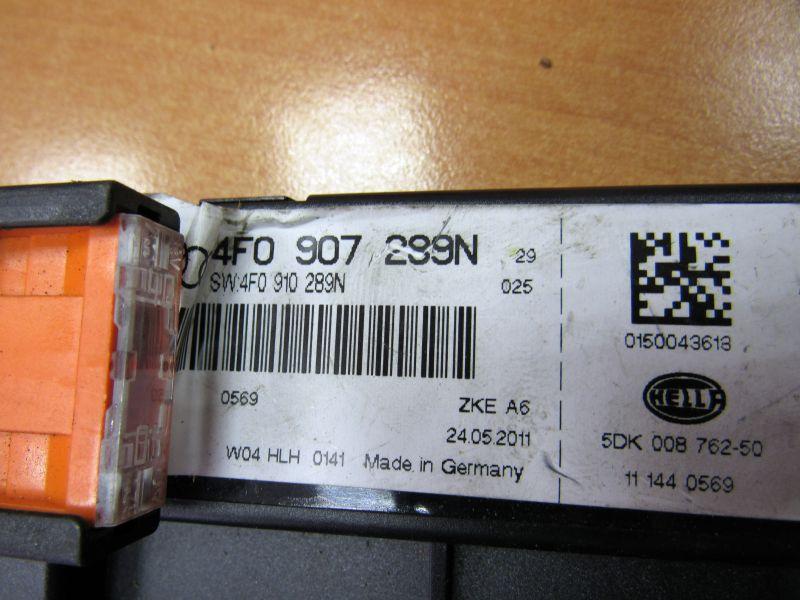 4F0 907 289N 29
SW:4F0 910 289N 025
0569 ZKE A6
24.05.2011
W04 HLH 0141 Made in Germany
0150043618
HELLA
5DK 008 762-50
11 144 0569